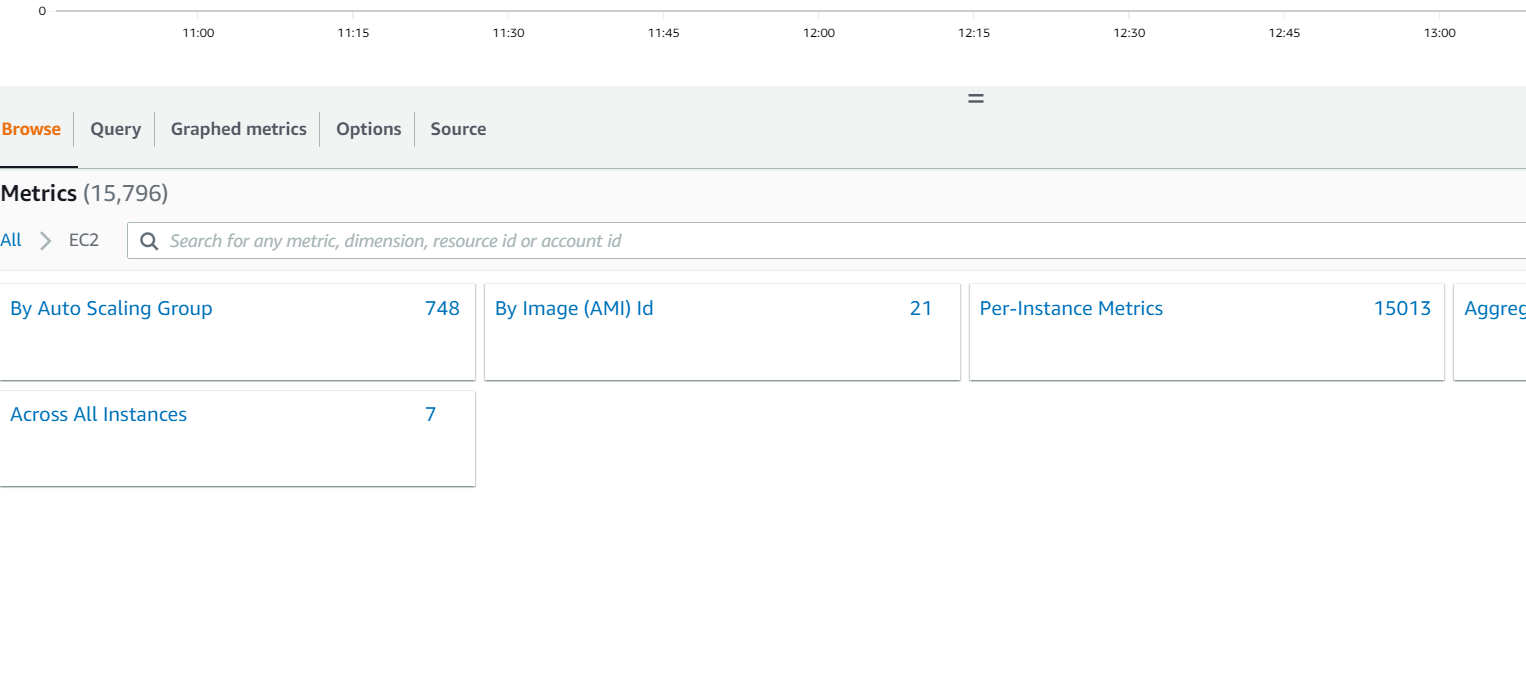 0
11:00 11:15 11:30 11:45 12:00 12:15 12:30 12:45 13:00
Browse Query Graphed metrics Options Source
Metrics (15,796)
All EC2 Search for any metric, dimension, resource id or account id
By Auto Scaling Group 748 By Image (AMI) Id 21 Per-Instance Metrics 15013 Aggreg
Across All Instances 7